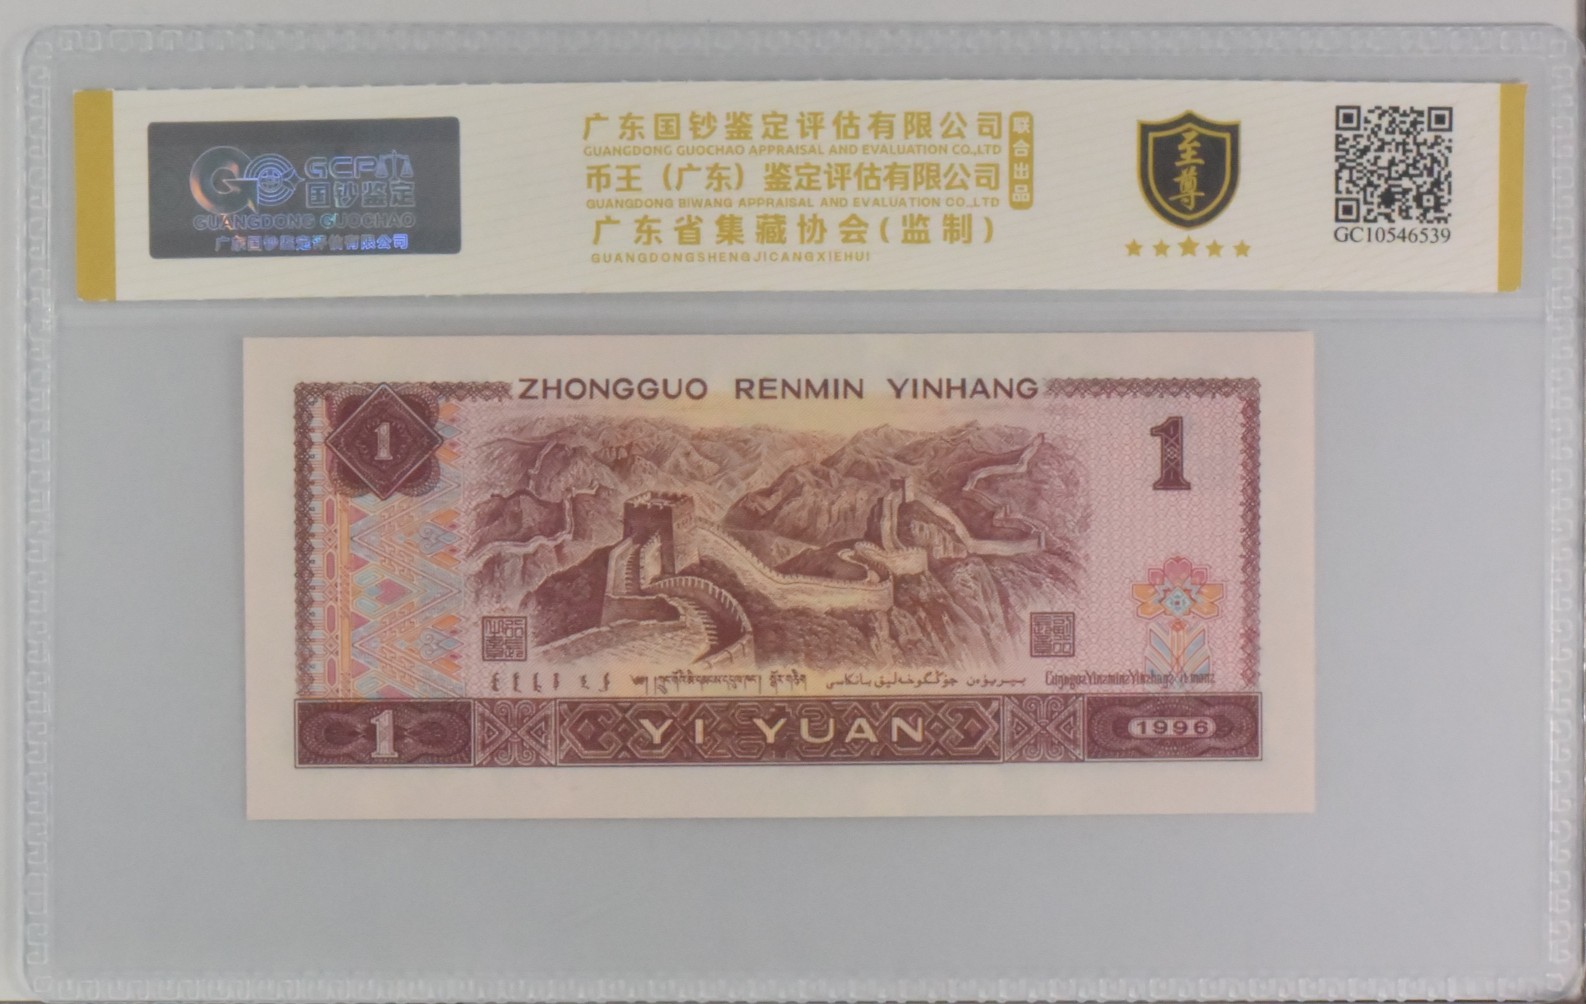 GCP
国钞鉴定
GUANGDONG GUOCHAO
广东国钞鉴定评估有限公司
广东国钞鉴定评估有限公司
GUANGDONG GUOCHAO APPRAISAL AND EVALUATION CO.,LTD
币王（广东）鉴定评估有限公司
GUANGDONG BIWANG APPRAISAL AND EVALUATION CO.,LTD
联合出品
广东省集藏协会(监制)
GUANGDONGSHENGJICANGXIEHUI
至尊
GC10546539
ZHONGGUO RENMIN YINHANG
1
1
1
YI YUAN
1996